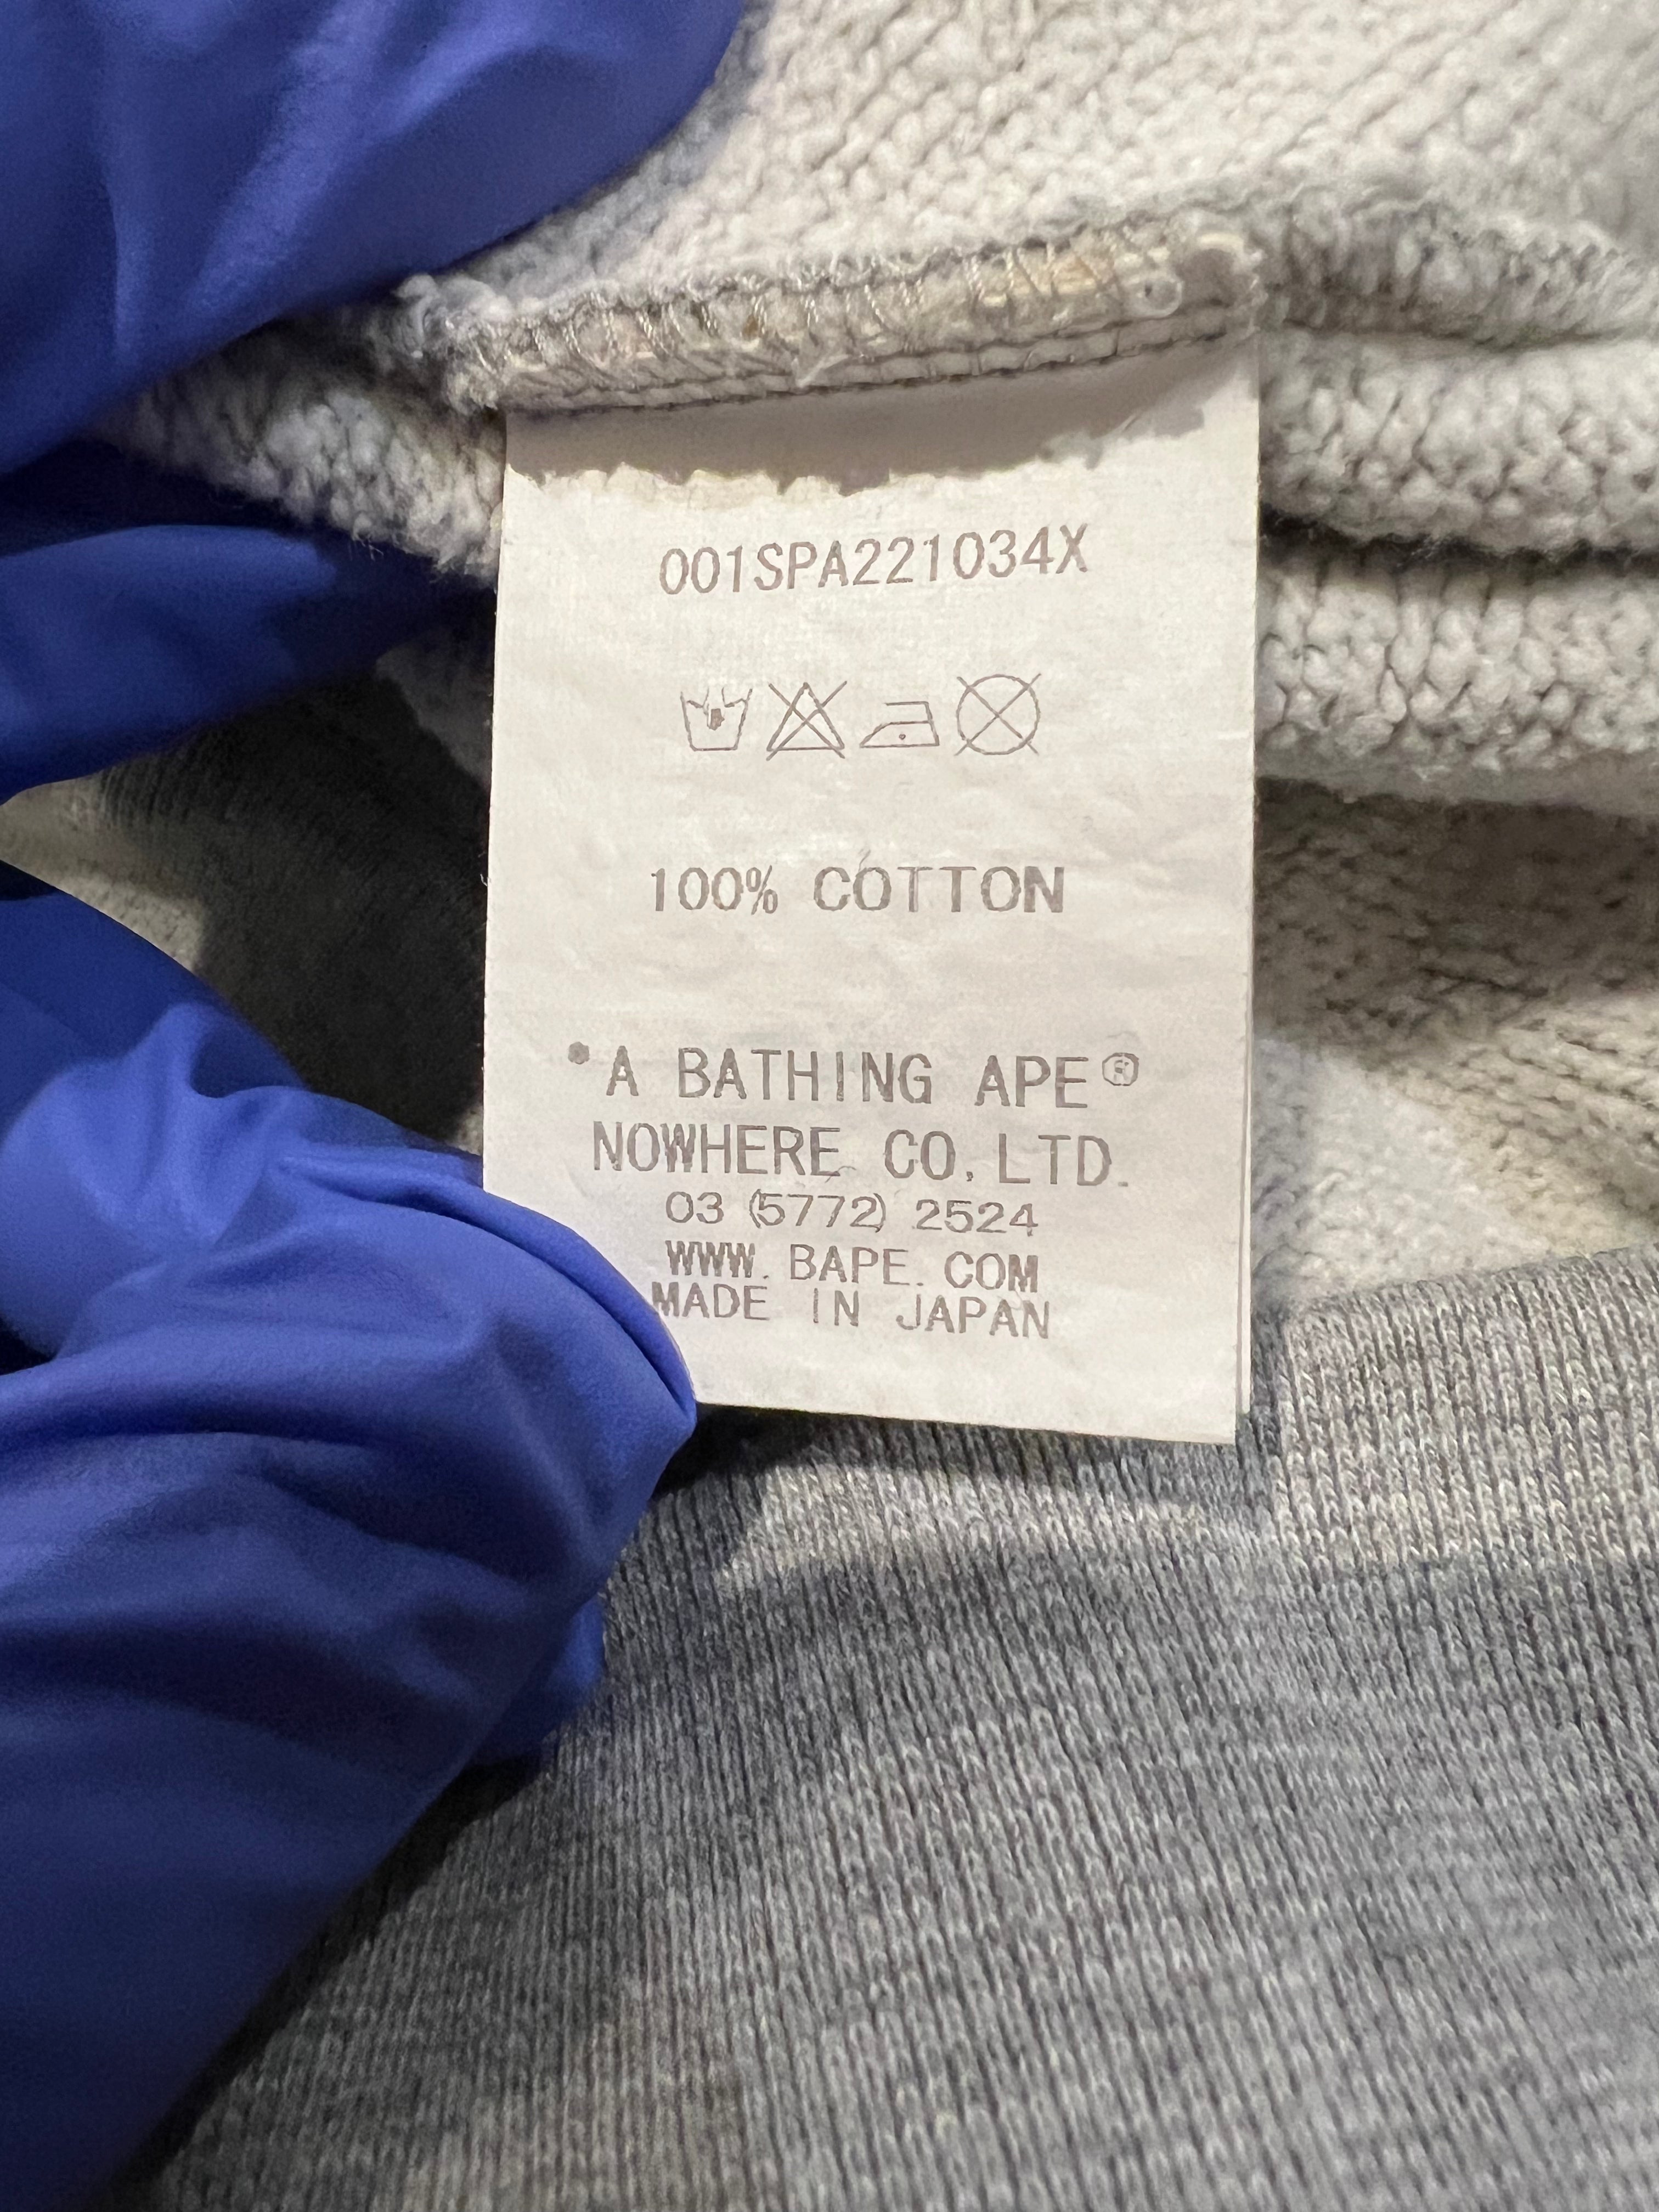 001SPA221034X
100% COTTON
*A BATHING APE®
NOWHERE CO, LTD.
03 (5772) 2524
WWW. BAPE. COM
MADE IN JAPAN